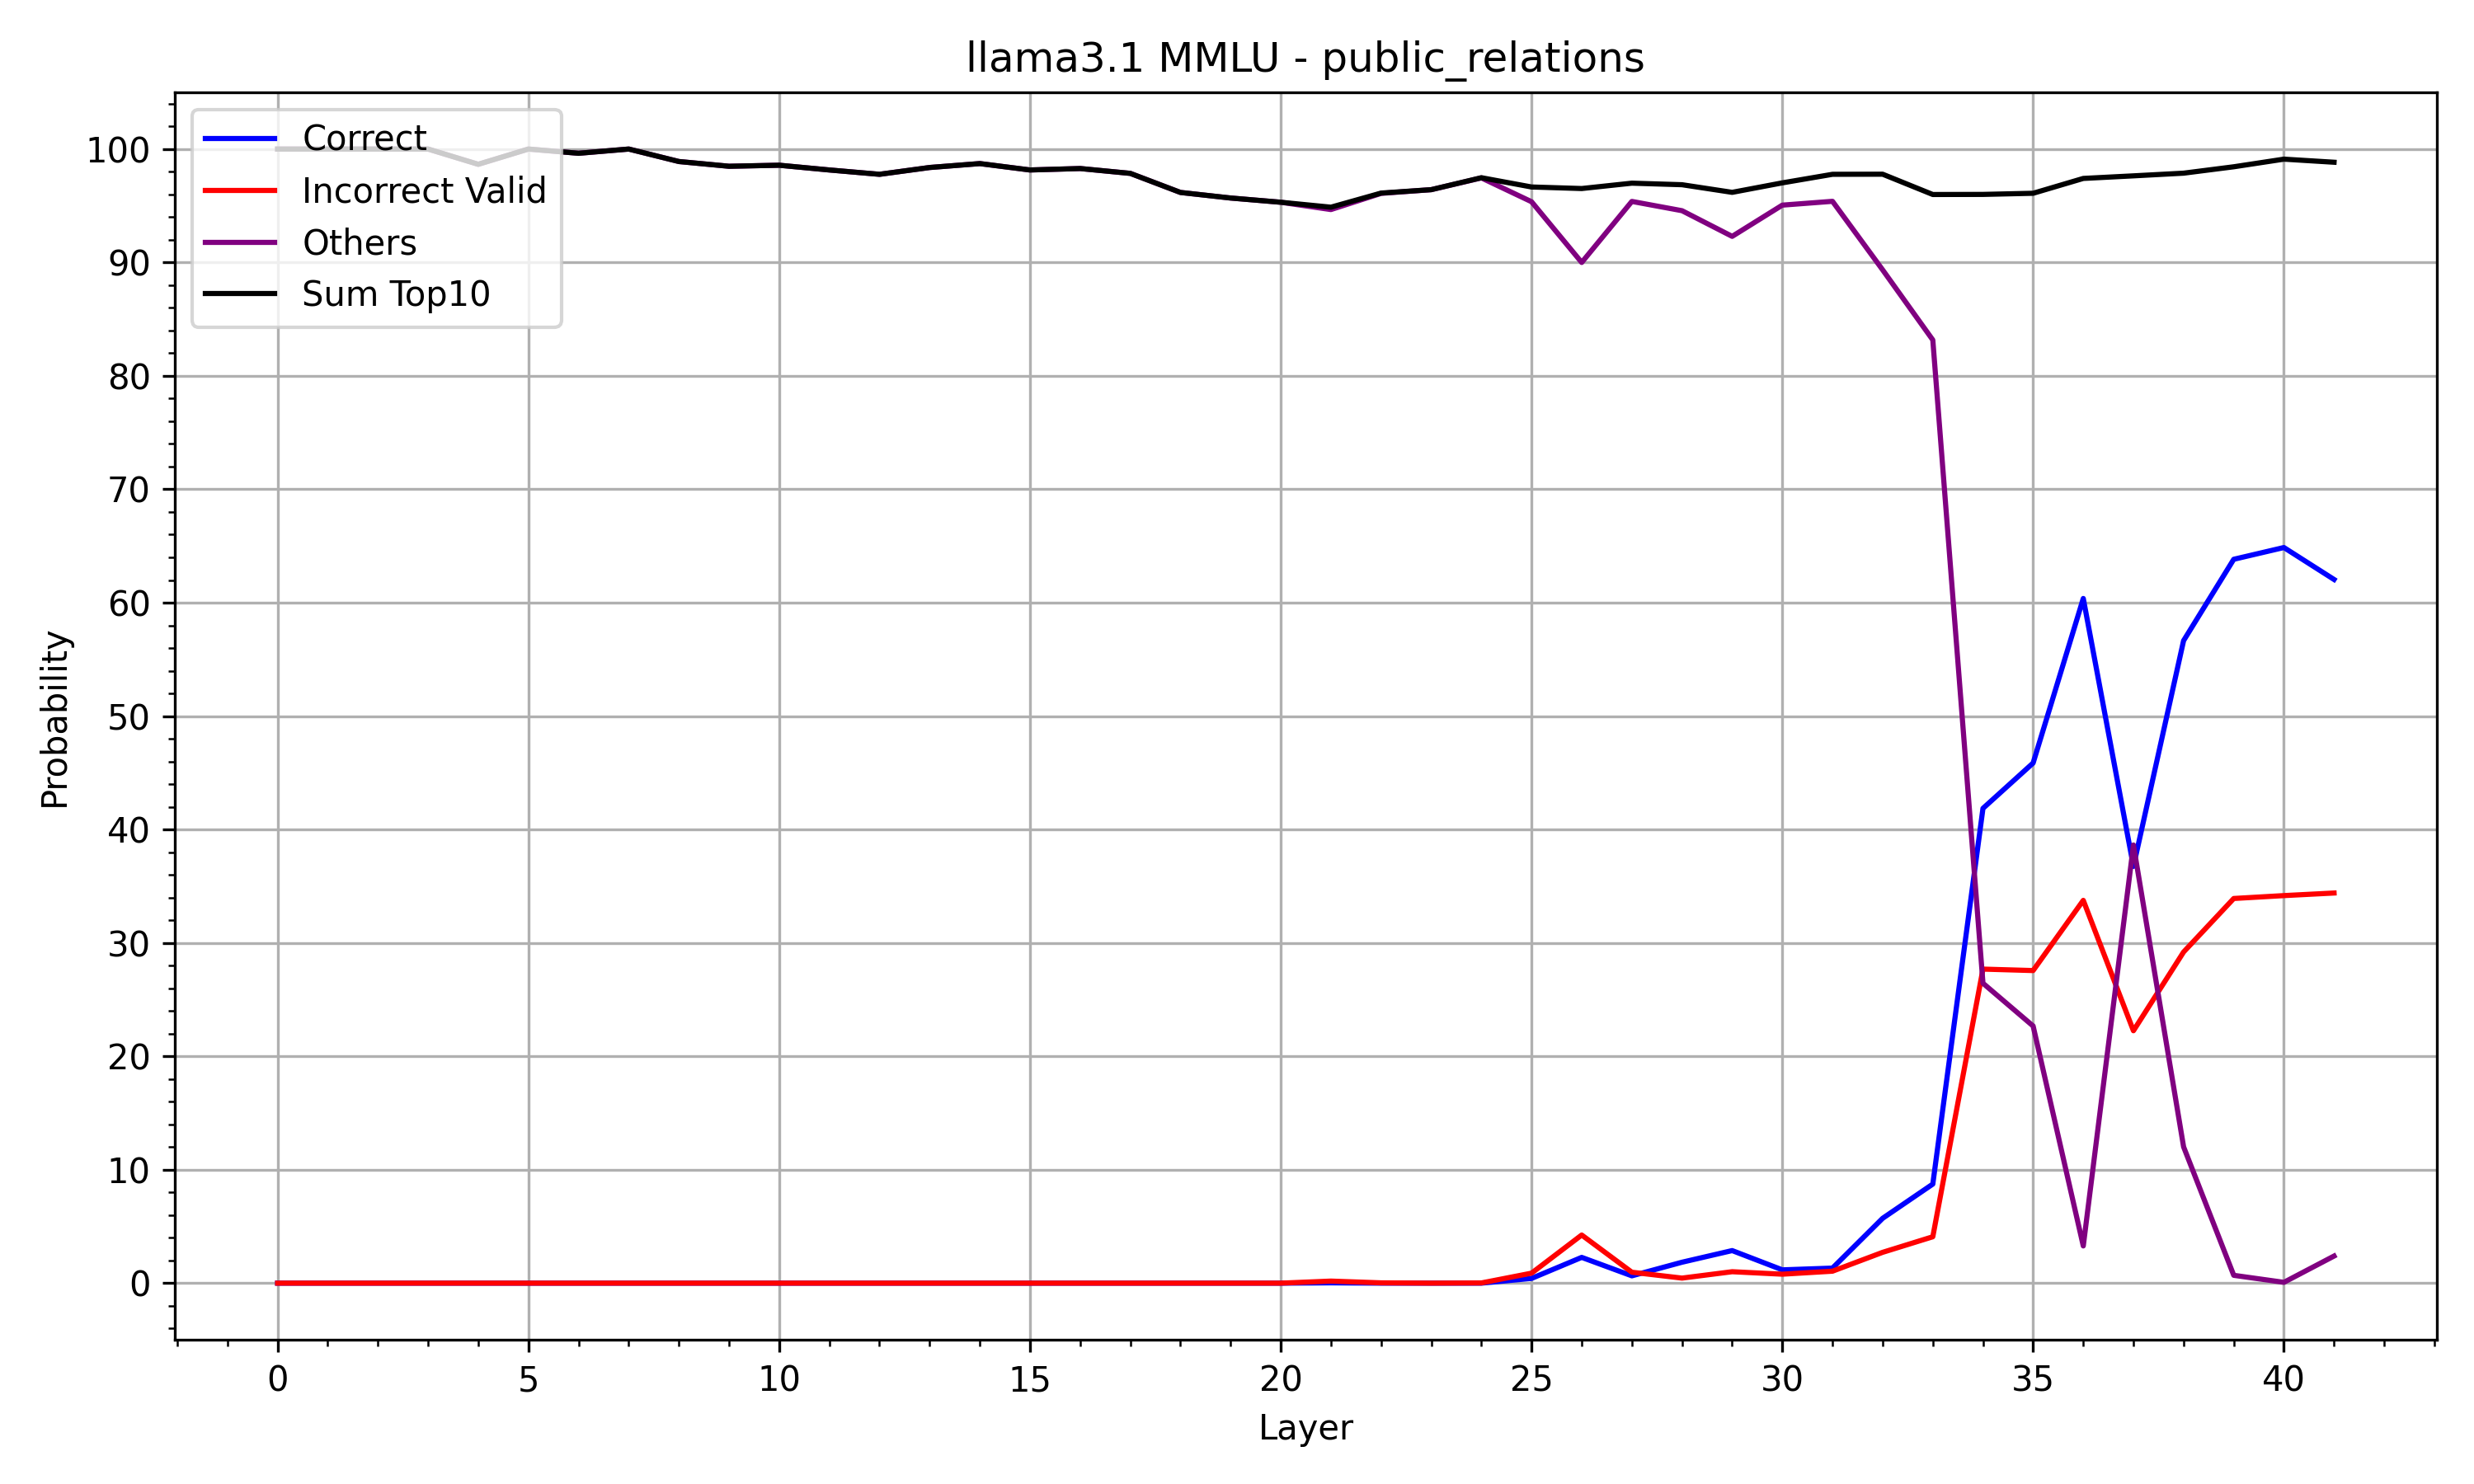 llama3.1 MMLU - public_relations
Correct
Incorrect Valid
Others
Sum Top10
100
90
80
70
60
50
40
30
20
10
0
Probability
0 5 10 15 20 25 30 35 40
Layer